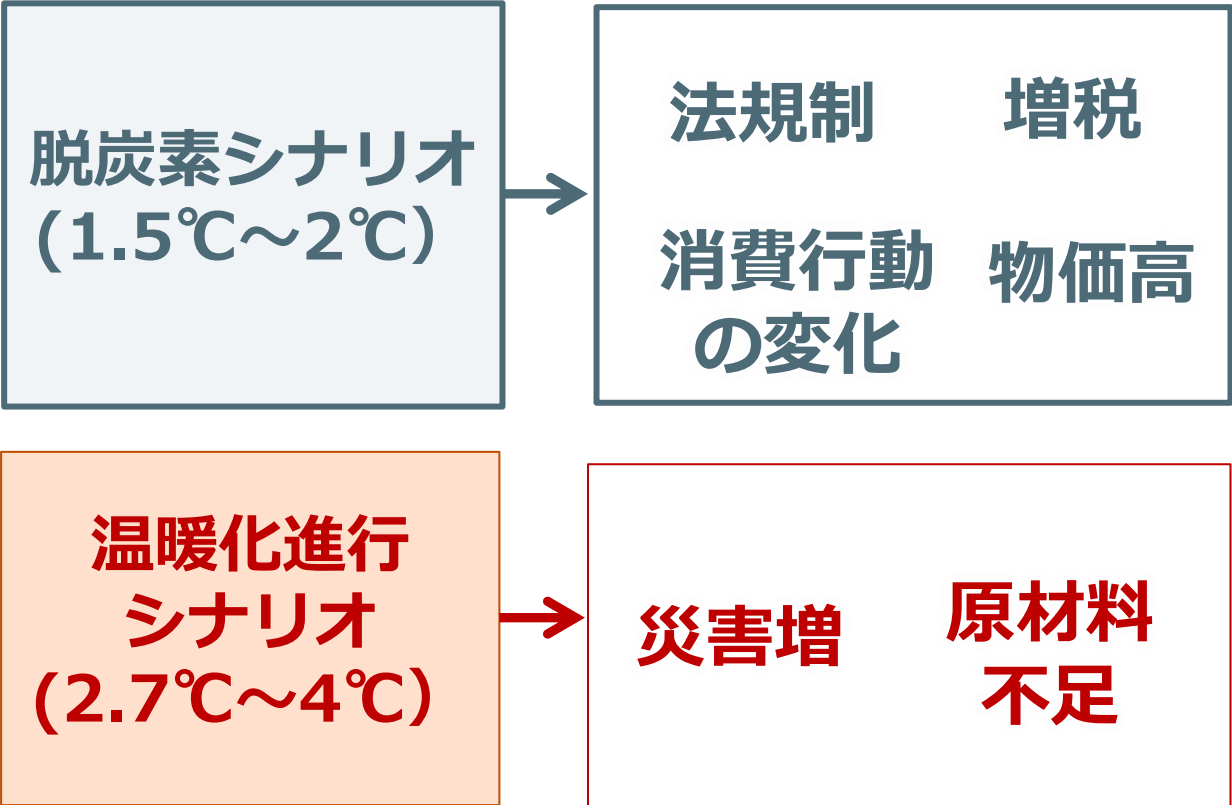 脱炭素シナリオ
(1.5℃～2℃）
法規制
増税
消費行動
の変化
物価高
温暖化進行
シナリオ
(2.7℃～4℃）
災害増
原材料
不足